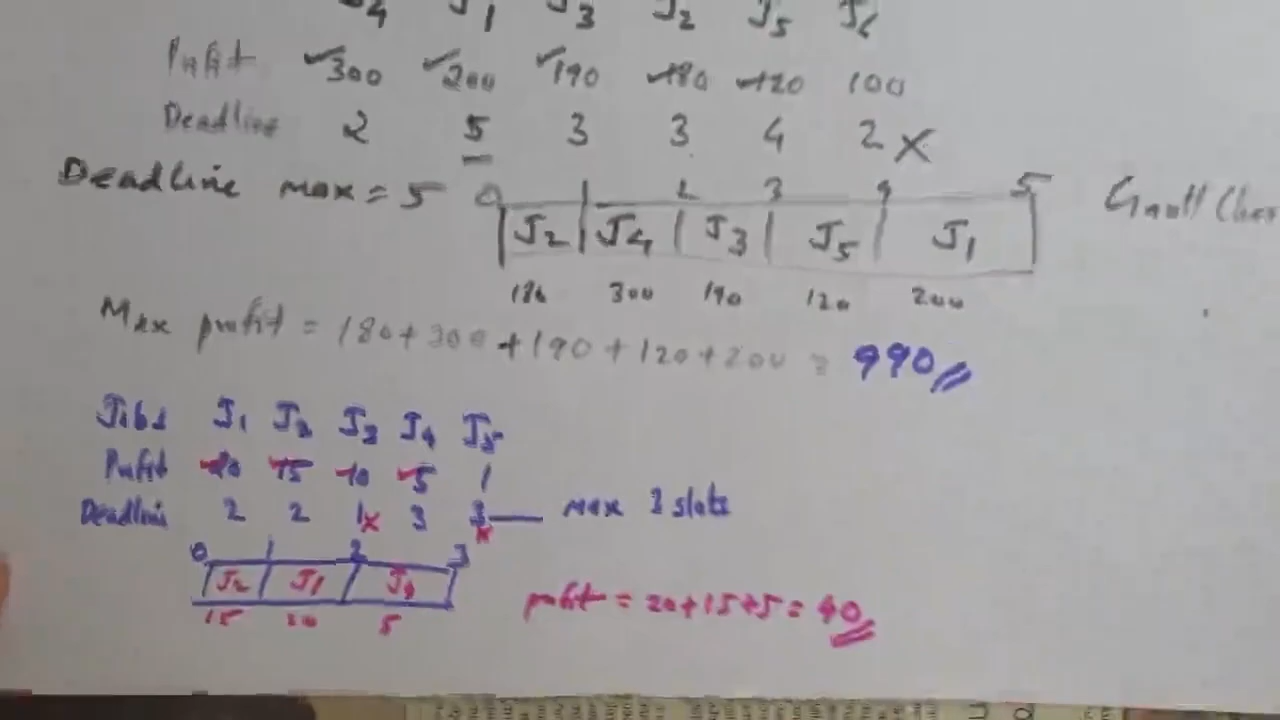 J4 J1 J3 J2 J5 J6
Profit 300 200 190 180 120 100
Deadline 2 5 3 3 4 2 x
Deadline max = 5 0 1 2 3 4 5 Gantt Char
J2 J4 J3 J5 J1
180 300 190 120 200
Max profit = 180 + 300 + 190 + 120 + 200 = 990
Jobs J1 J2 J3 J4 J5
Profit 20 15 10 5 1
Deadline 2 2 1 x 3 3 x — Max 3 slots
0 1 2 3
J2 J1 J4
15 20 5
profit = 20+15+5 = 40